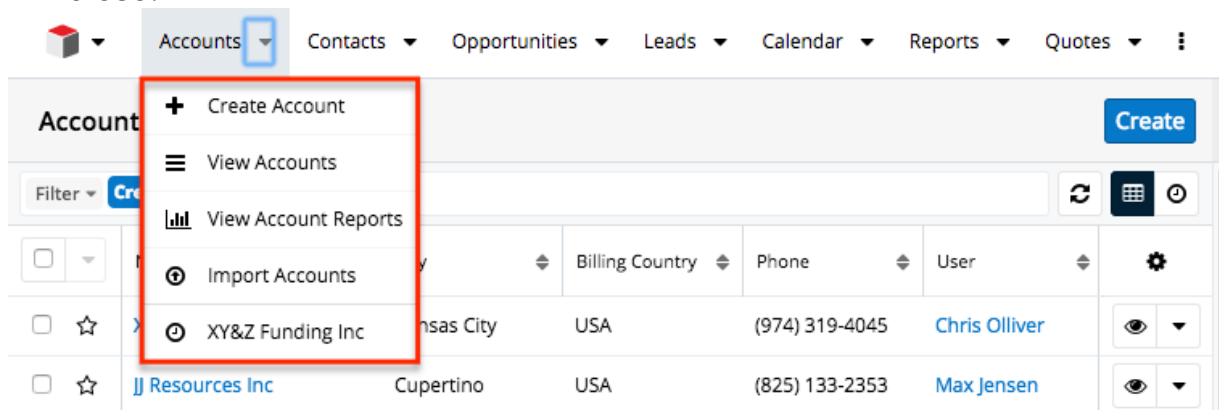 Accounts Contacts Opportunities Leads Calendar Reports Quotes
Create Account
Account Create
View Accounts
Filter Cre
View Account Reports
Billing Country Phone User
Import Accounts
nsas City USA (974) 319-4045 Chris Olliver
XY&Z Funding Inc
JJ Resources Inc Cupertino USA (825) 133-2353 Max Jensen